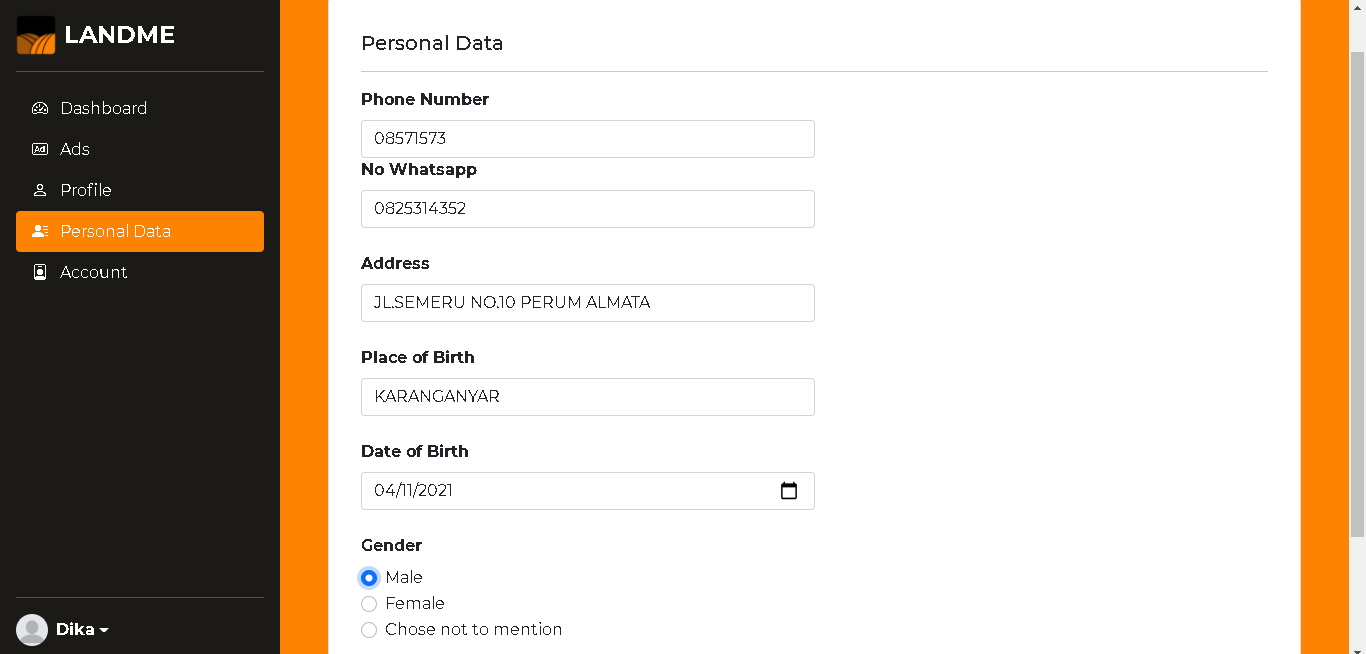 LANDME
Dashboard
Ads
Profile
Personal Data
Account
Dika
Personal Data
Phone Number
08571573
No Whatsapp
0825314352
Address
JL.SEMERU NO.10 PERUM ALMATA
Place of Birth
KARANGANYAR
Date of Birth
04/11/2021
Gender
Male
Female
Chose not to mention